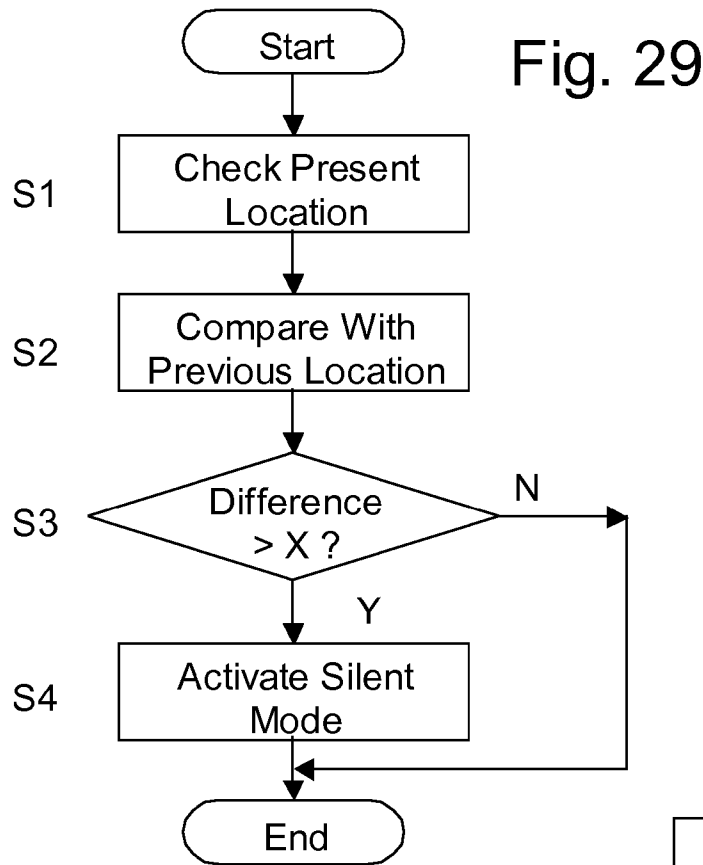 Start
Fig. 29
S1
Check Present
Location
S2
Compare With
Previous Location
S3
Difference
> X ?
N
Y
S4
Activate Silent
Mode
End